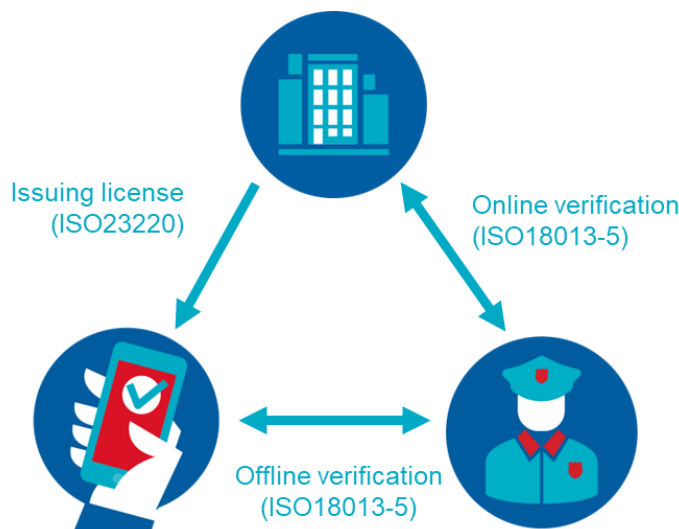 Issuing license
(ISO23220)
Online verification
(ISO18013-5)
Offline verification
(ISO18013-5)